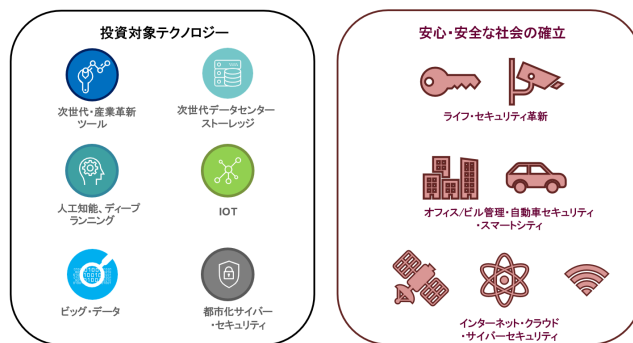 投資対象テクノロジー
次世代・産業革新
ツール
次世代データセンター
ストーレッジ
人工知能、ディープ
ランニング
IOT
ビッグ・データ
都市化サイバー
・セキュリティ
安心・安全な社会の確立
ライフ・セキュリティ革新
オフィス/ビル管理・自動車セキュリティ
・スマートシティ
インターネット・クラウド
・サイバーセキュリティ